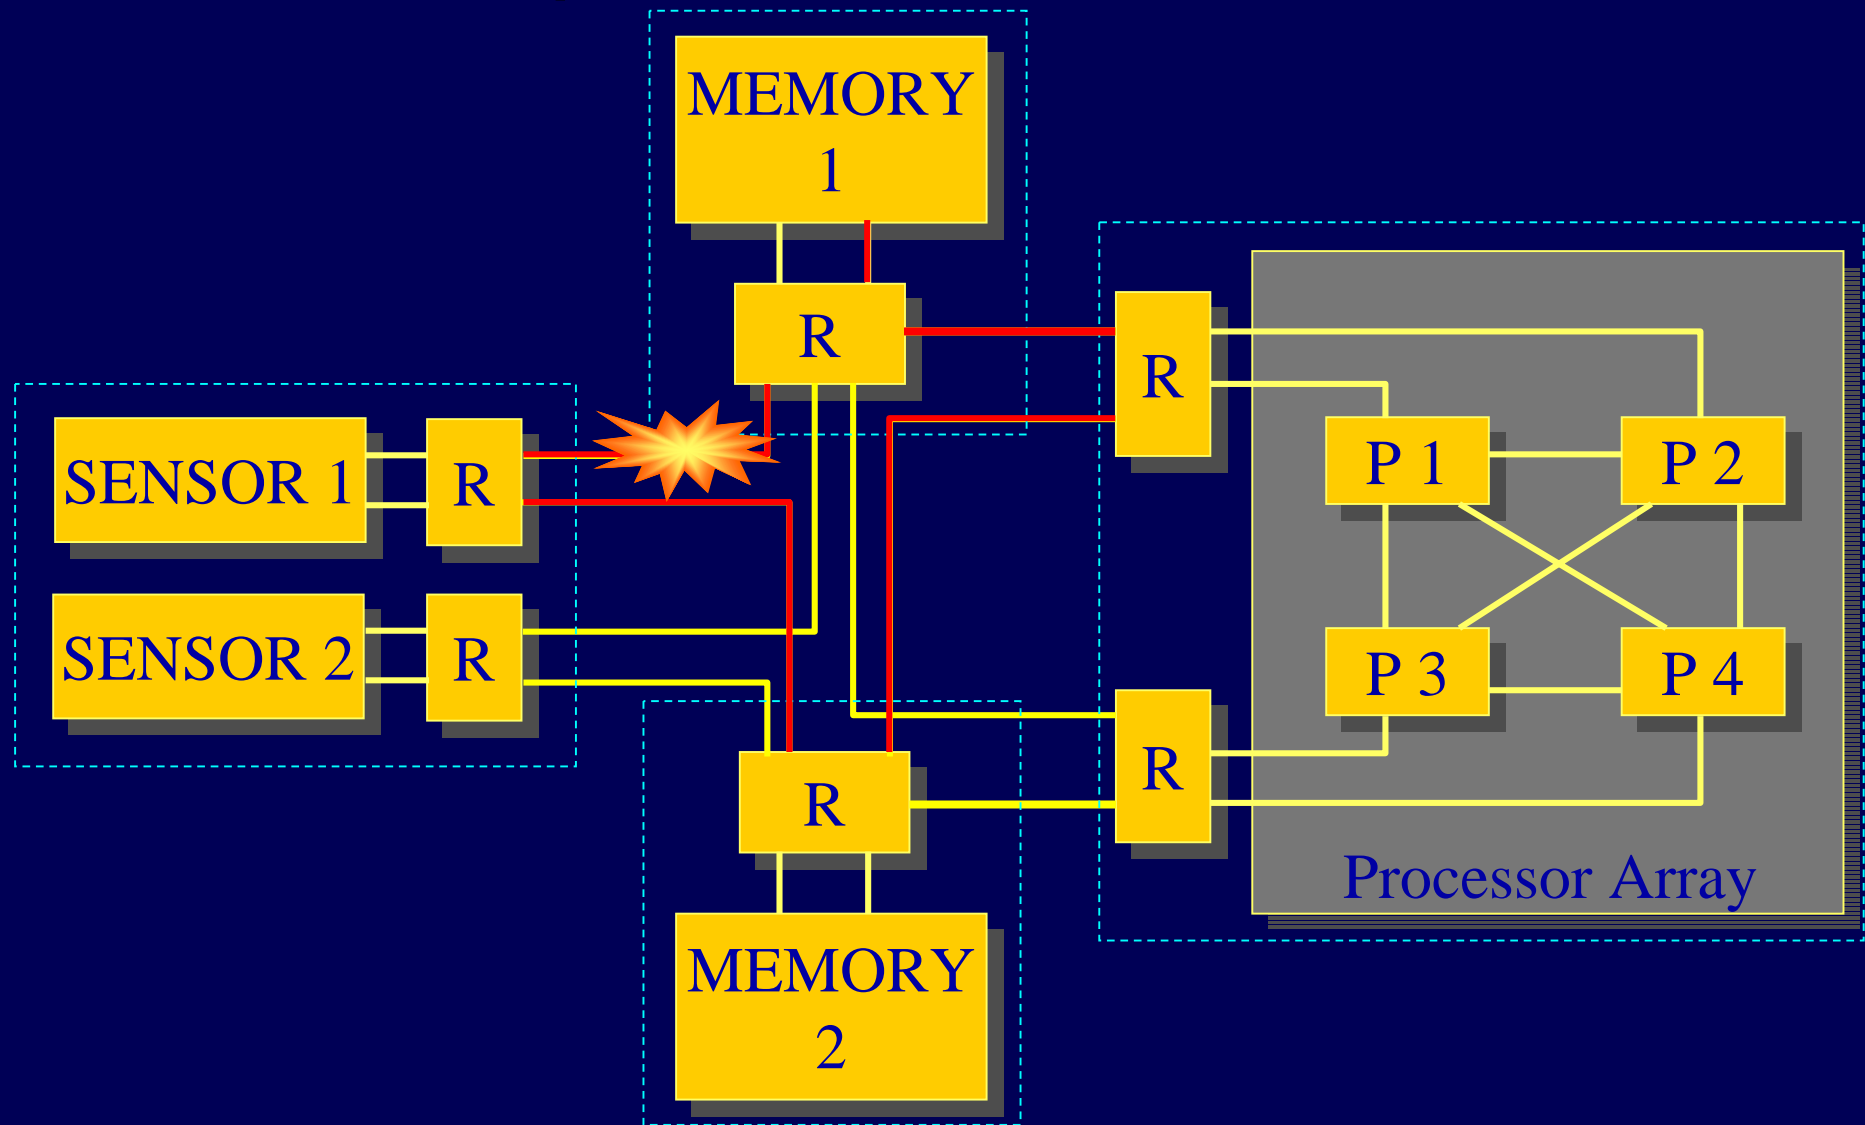 MEMORY
1
R
R
SENSOR 1
R
P 1
P 2
SENSOR 2
R
P 3
P 4
R
R
Processor Array
MEMORY
2